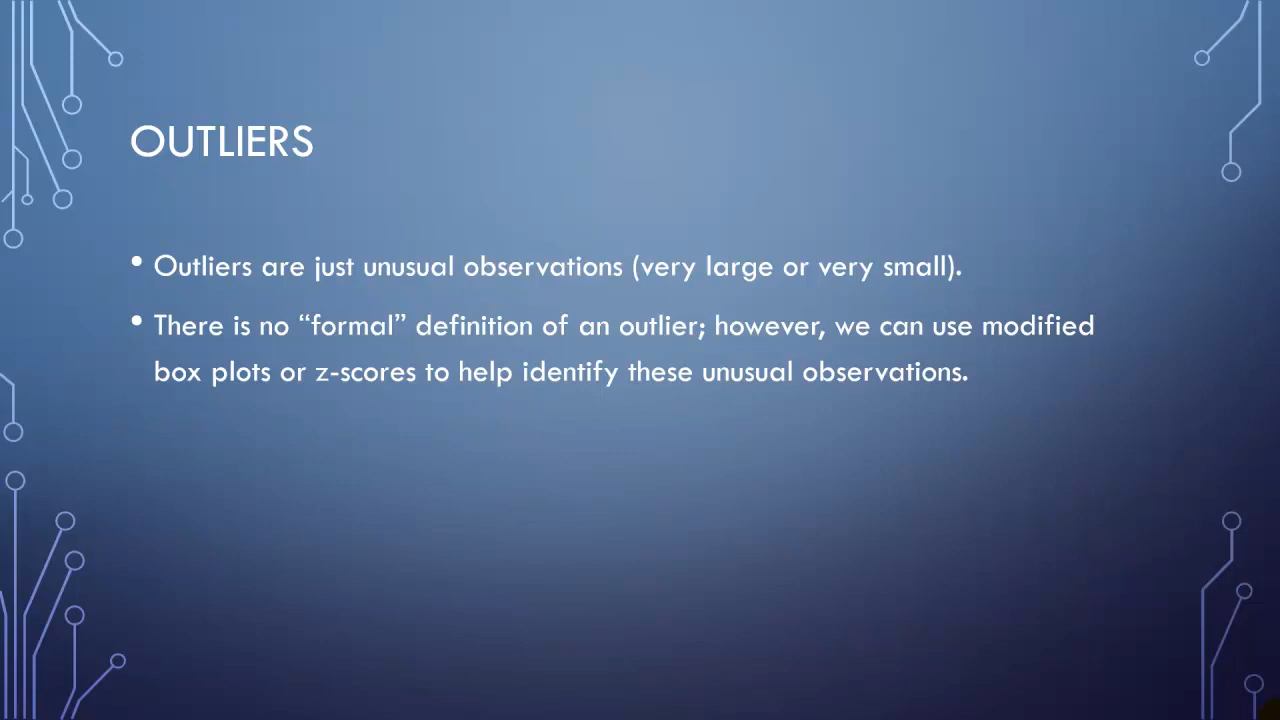 OUTLIERS
• Outliers are just unusual observations (very large or very small).
• There is no “formal” definition of an outlier; however, we can use modified
box plots or z-scores to help identify these unusual observations.